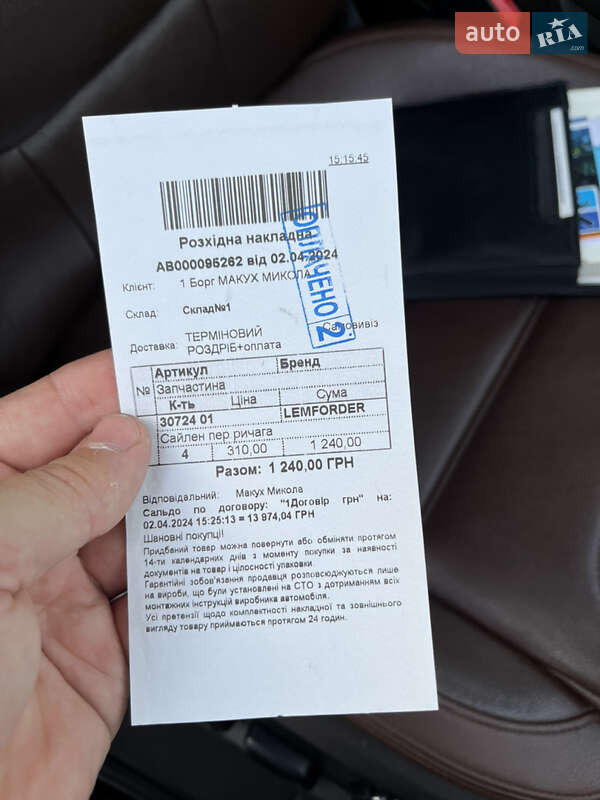 auto RIA.com
15:15:45
Розхідна накладна
АВ000095262 від 02.04.2024
Клієнт: 1 Борг МАКУХ МИКОЛА
Склад: Склад№1
ОПЛАЧЕНО 2
Самовивіз
Доставка: ТЕРМІНОВИЙ
РОЗДРІБ+оплата
Артикул Бренд
№ Запчастина
К-ть Ціна Сума
30724 01 LEMFORDER
Сайлен пер ричага
4 310,00 1 240,00
Разом: 1 240,00 ГРН
Відповідальний: Макух Микола
Сальдо по договору: "1Договір грн" на:
02.04.2024 15:25:13 = 13 974,04 ГРН
Шановні покупці!
Придбаний товар можна повернути або обміняти протягом
14-ти календарних днів з моменту покупки за наявності
документів на товар і цілосності упаковки.
Гарантійні зобов'язання продавця розповсюджуються лише
на вироби, що були установлені на СТО з дотриманням всіх
монтажних інструкцій виробника автомобіля.
Усі претензії щодо комплектності накладної та зовнішнього
вигляду товару приймаються протягом 24 годин.